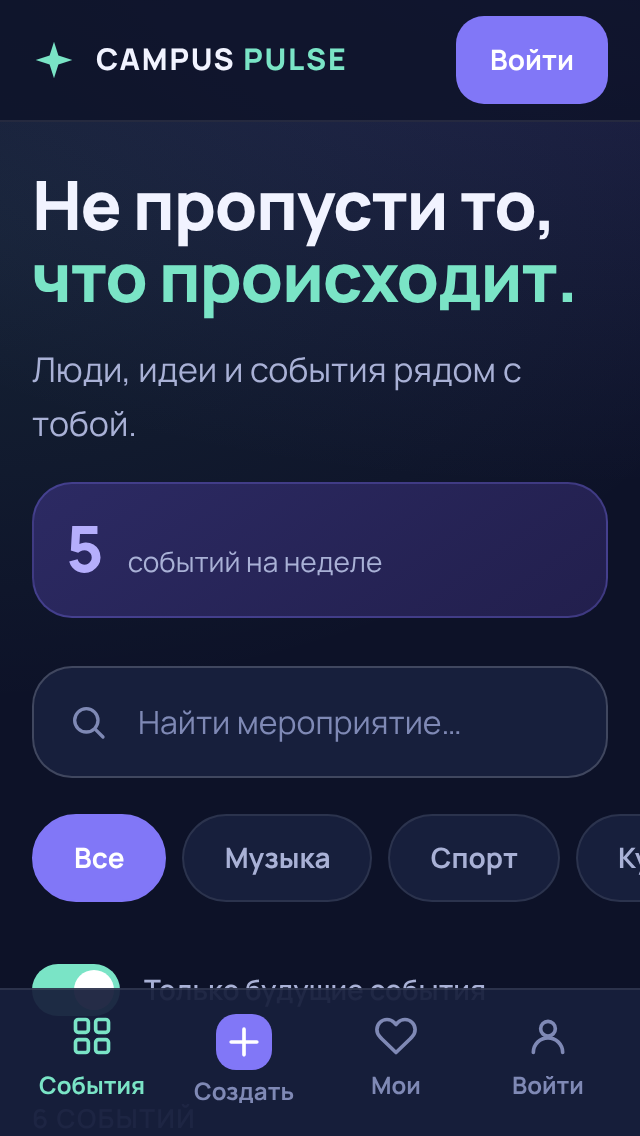 CAMPUS PULSE
Войти
Не пропусти то,
что происходит.
Люди, идеи и события рядом с
тобой.
5 событий на неделе
Найти мероприятие…
Все Музыка Спорт Ку
Только будущие события
События Создать Мои Войти
6 СОБЫТИЙ